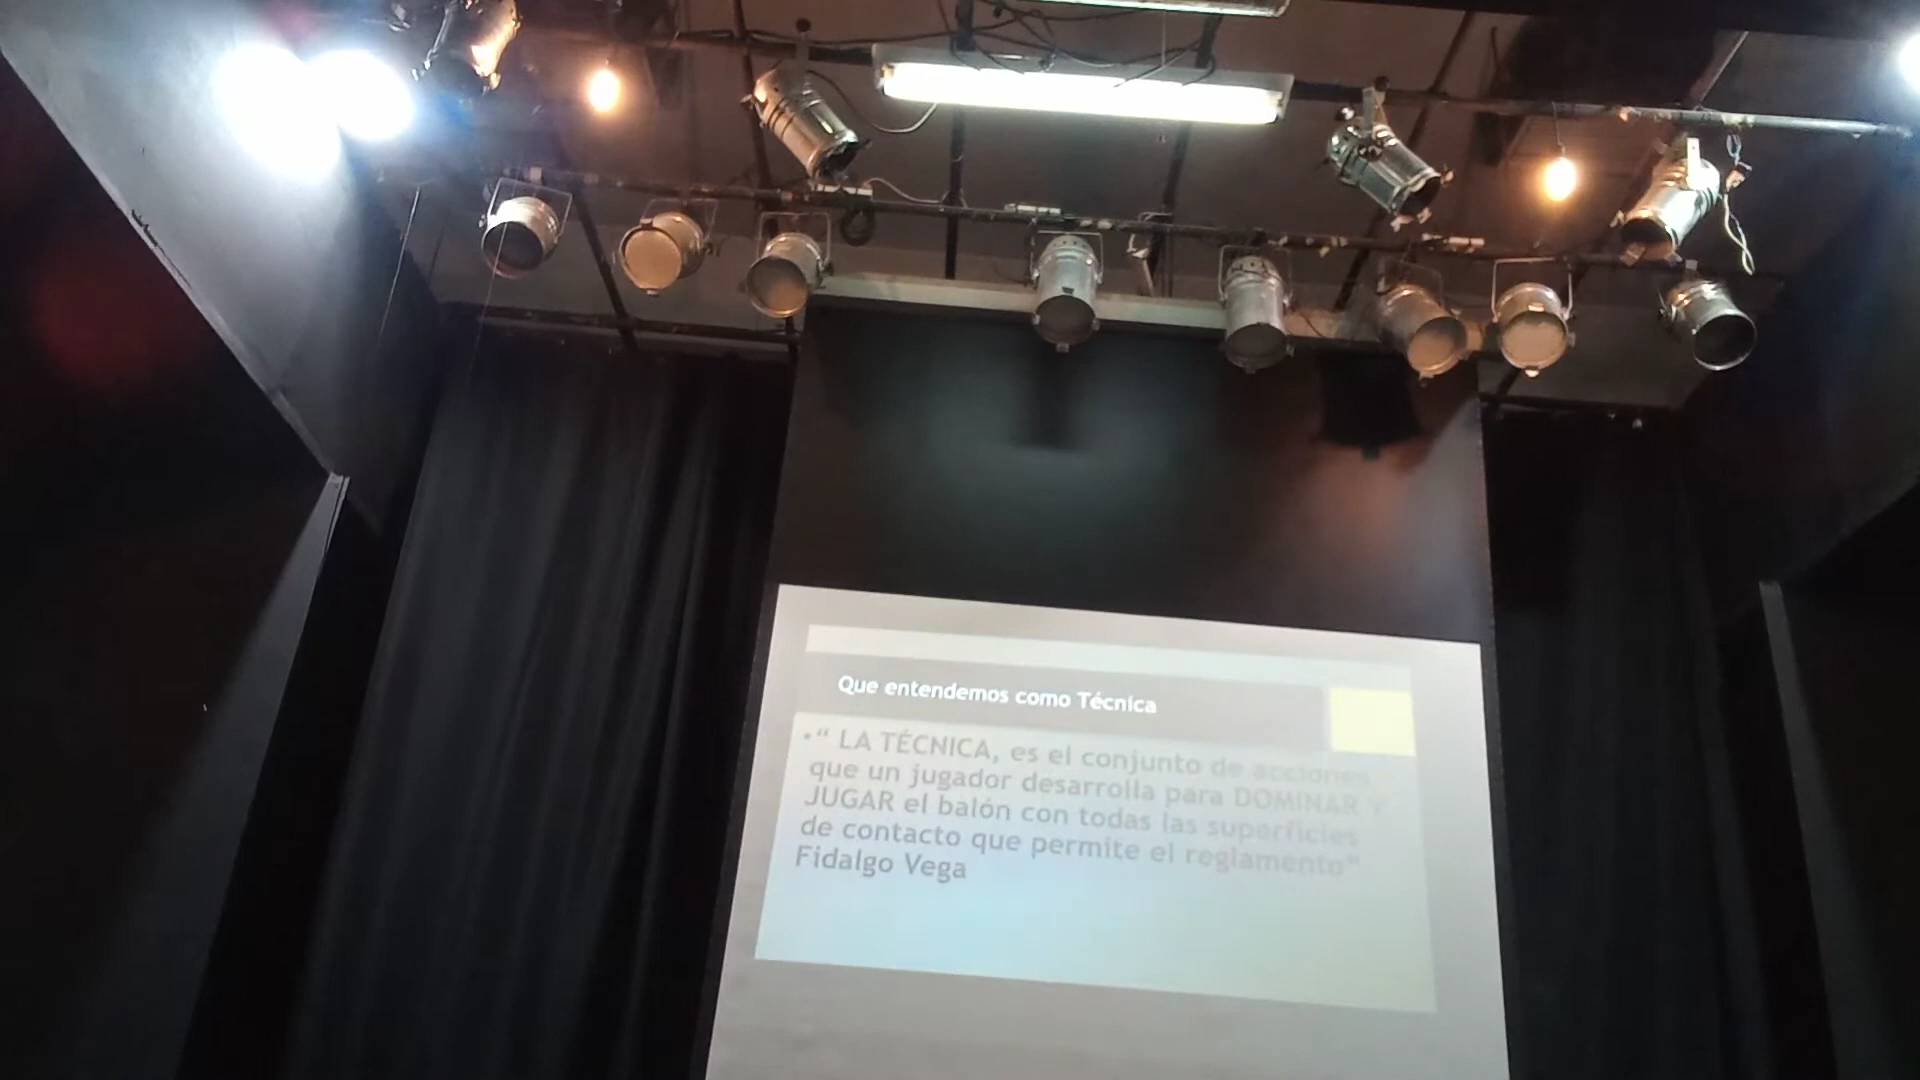 Que entendemos como Técnica
•“ LA TÉCNICA, es el conjunto de acciones
que un jugador desarrolla para DOMINAR Y
JUGAR el balón con todas las superficies
de contacto que permite el reglamento“
Fidalgo Vega